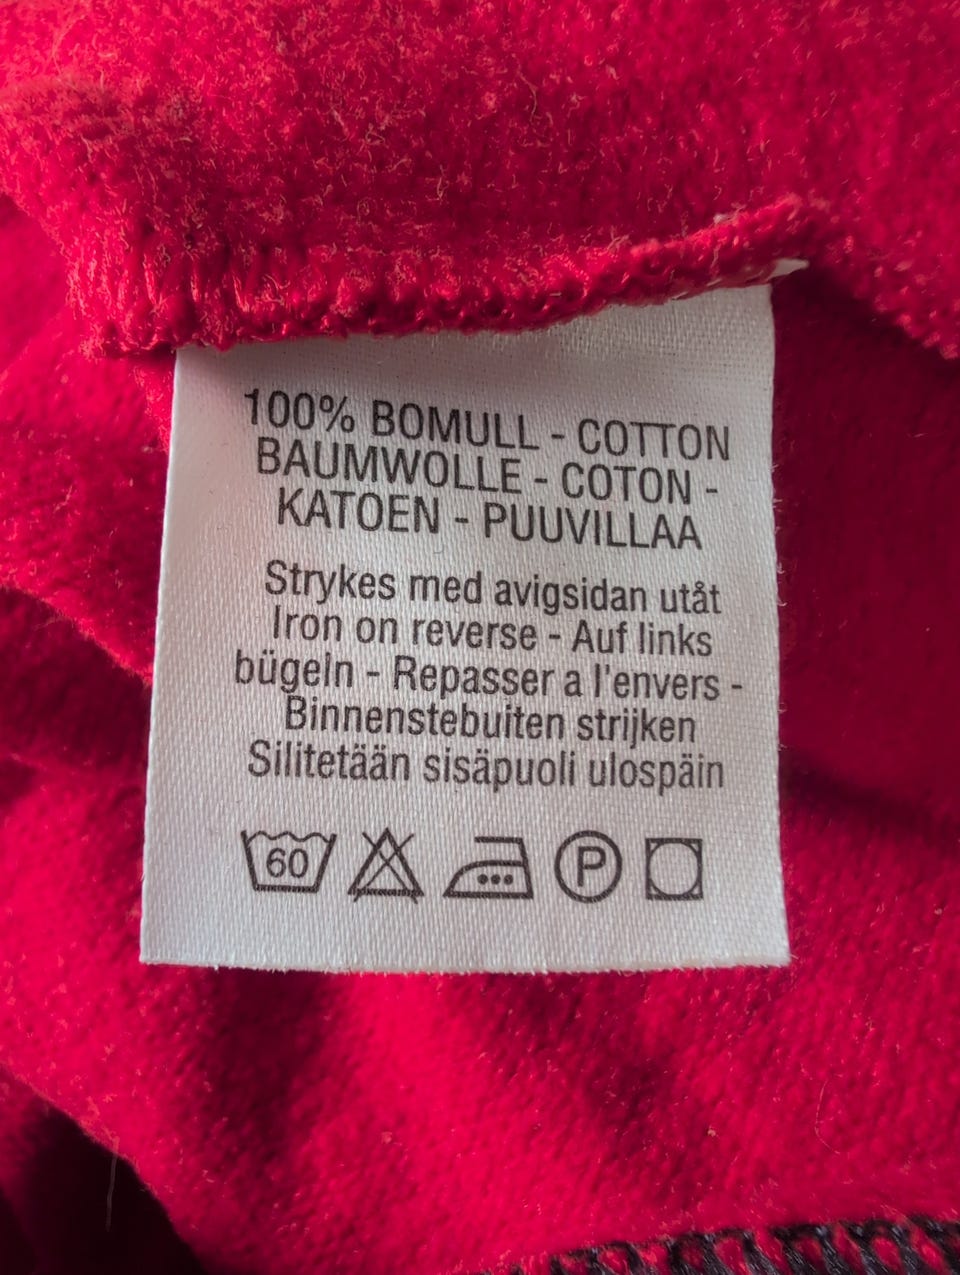 100% BOMULL - COTTON
BAUMWOLLE - COTON -
KATOEN - PUUVILLAA
Strykes med avigsidan utåt
Iron on reverse - Auf links
bügeln - Repasser a l'envers -
Binnenstebuiten strijken
Silitetään sisäpuoli ulospäin
60 P